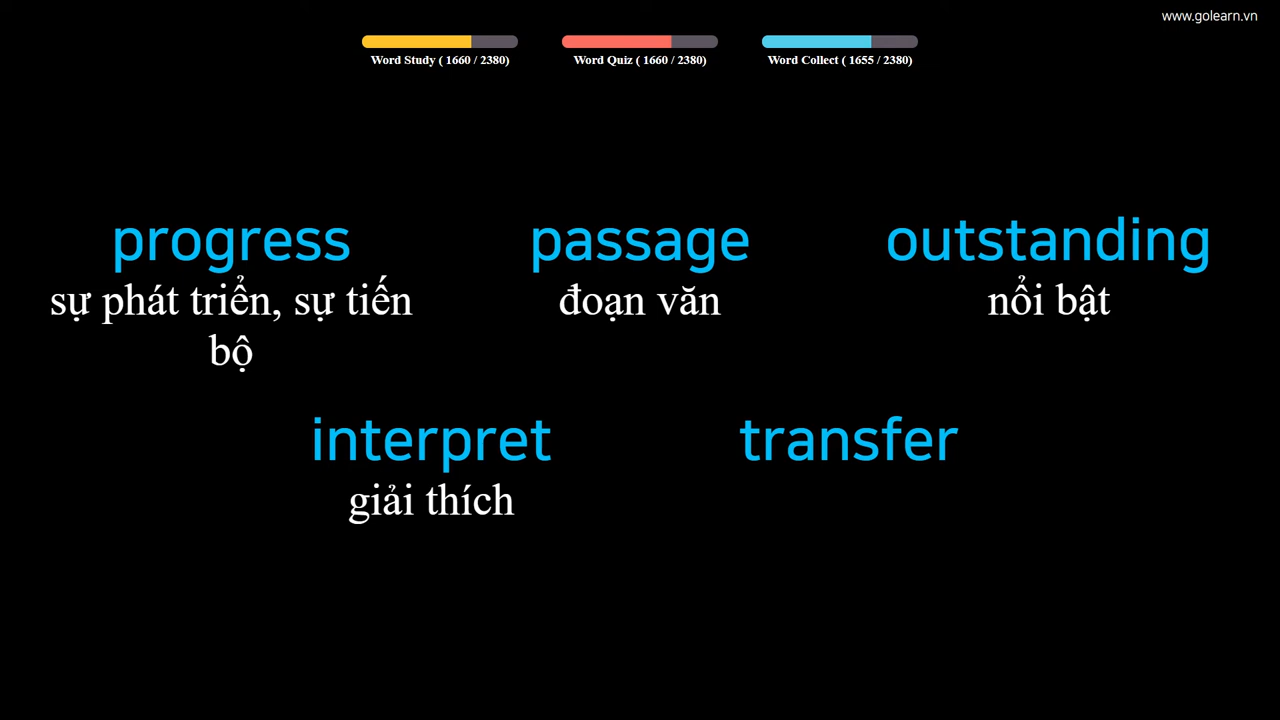 www.golearn.vn
Word Study ( 1660 / 2380)
Word Quiz ( 1660 / 2380)
Word Collect ( 1655 / 2380)
progress
sự phát triển, sự tiến
bộ
passage
đoạn văn
outstanding
nổi bật
interpret
giải thích
transfer